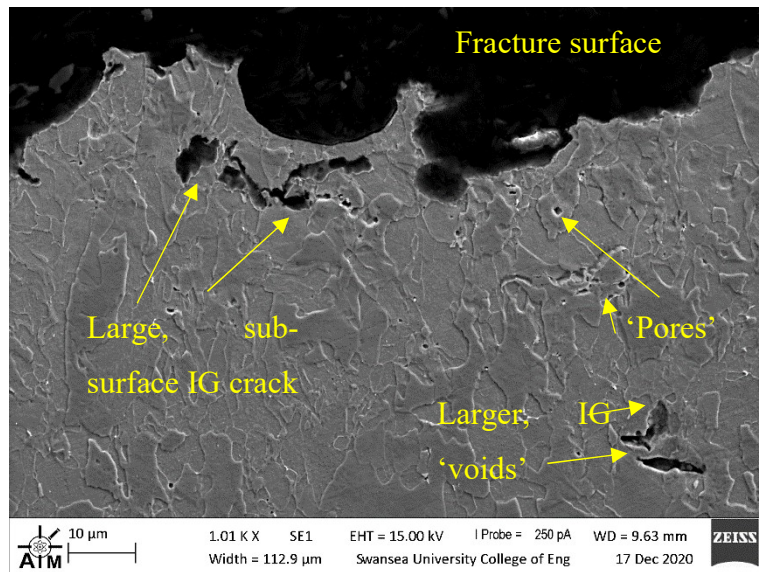 Fracture surface
Large, sub-
surface IG crack
‘Pores’
Larger, IG
‘voids’
AIM
10 µm
1.01 K X SE1 EHT = 15.00 kV I Probe = 250 pA WD = 9.63 mm
Width = 112.9 µm Swansea University College of Eng 17 Dec 2020
ZEISS